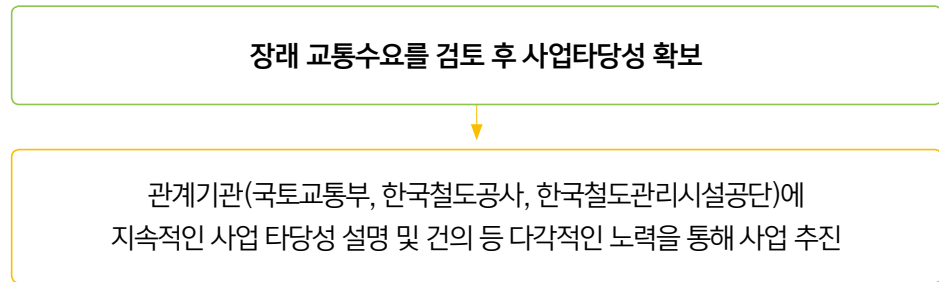 장래 교통수요를 검토 후 사업타당성 확보
관계기관(국토교통부, 한국철도공사, 한국철도관리시설공단)에
지속적인 사업 타당성 설명 및 건의 등 다각적인 노력을 통해 사업 추진